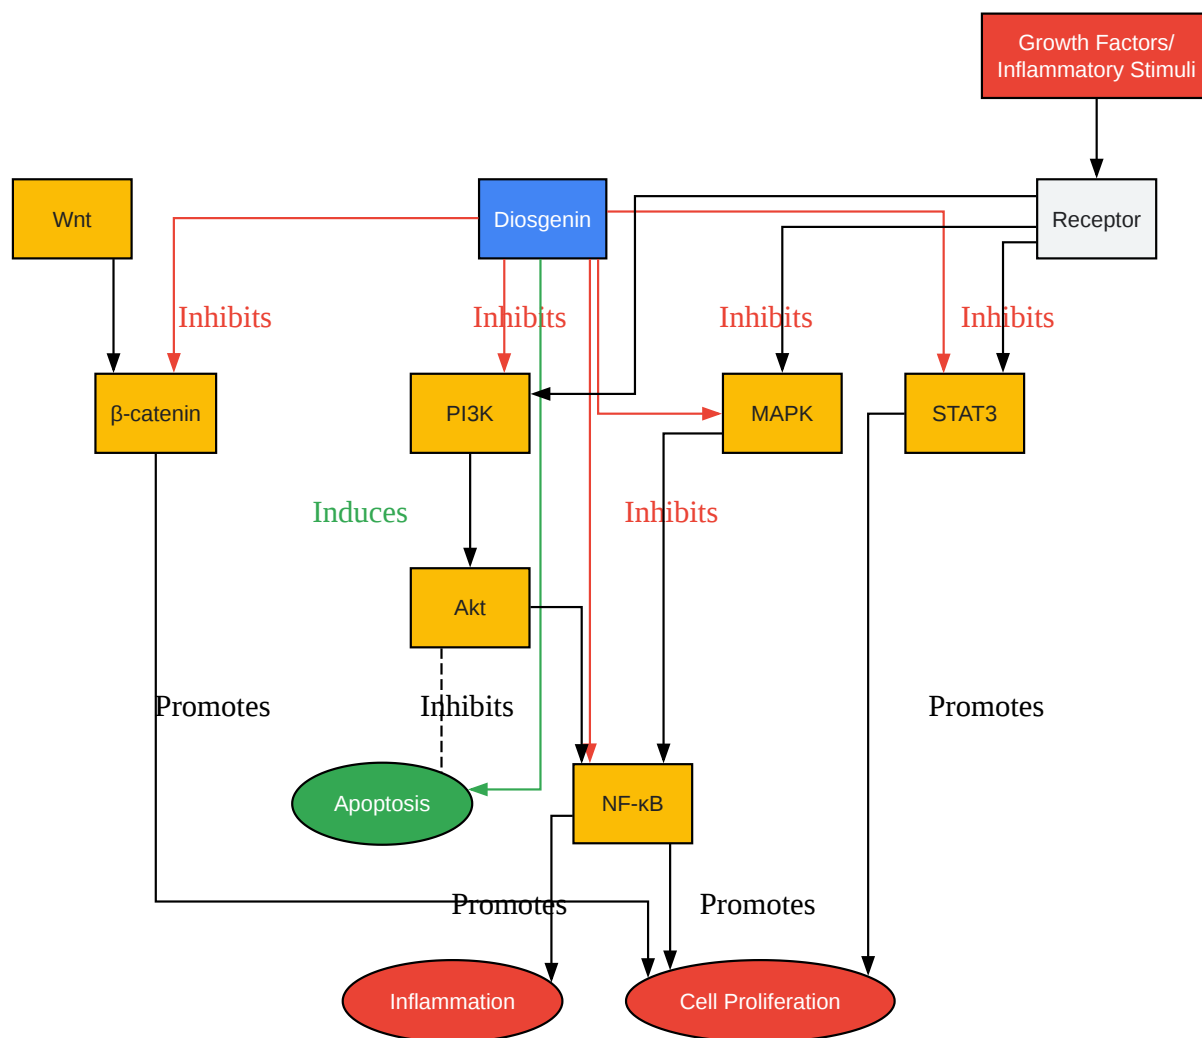 Growth Factors/
Inflammatory Stimuli
Wnt
Diosgenin
Receptor
Inhibits
Inhibits
Inhibits
Inhibits
β-catenin
PI3K
MAPK
STAT3
Induces
Inhibits
Akt
Promotes
Inhibits
Promotes
Apoptosis
NF-κB
Promotes
Promotes
Inflammation
Cell Proliferation